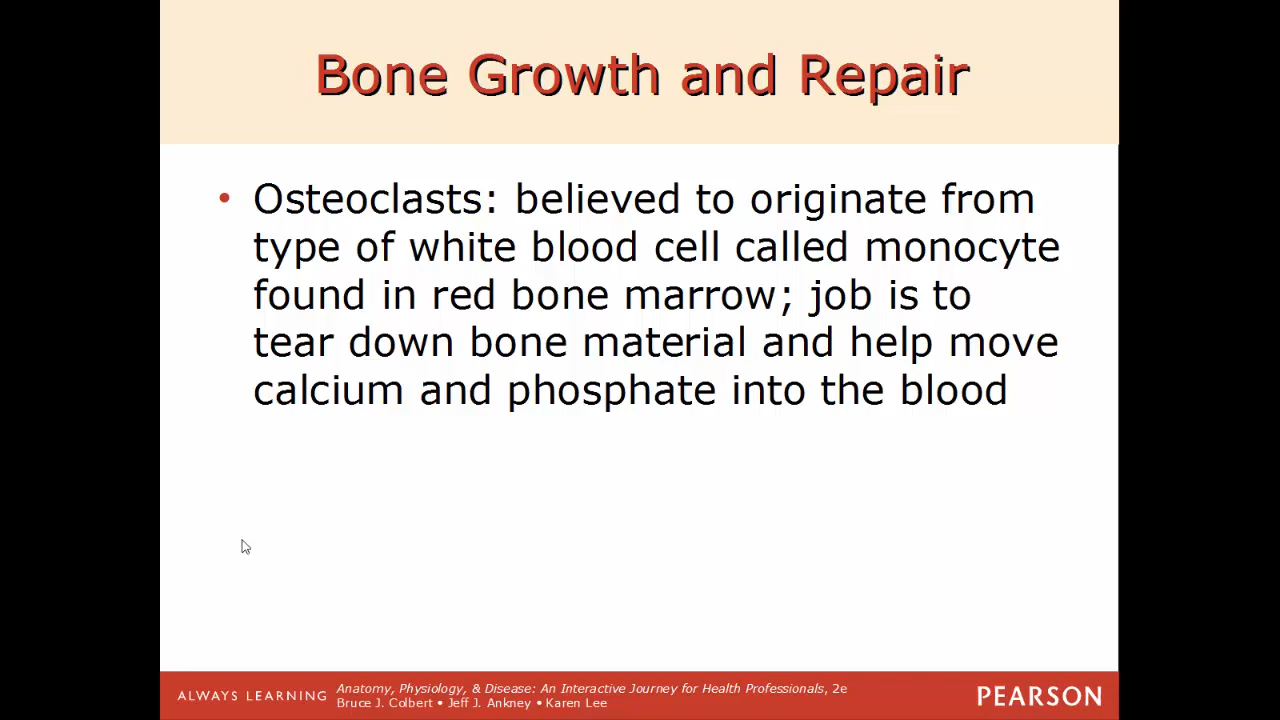 Bone Growth and Repair
• Osteoclasts: believed to originate from
type of white blood cell called monocyte
found in red bone marrow; job is to
tear down bone material and help move
calcium and phosphate into the blood
ALWAYS LEARNING
Anatomy, Physiology, & Disease: An Interactive Journey for Health Professionals, 2e
Bruce J. Colbert • Jeff J. Ankney • Karen Lee
PEARSON